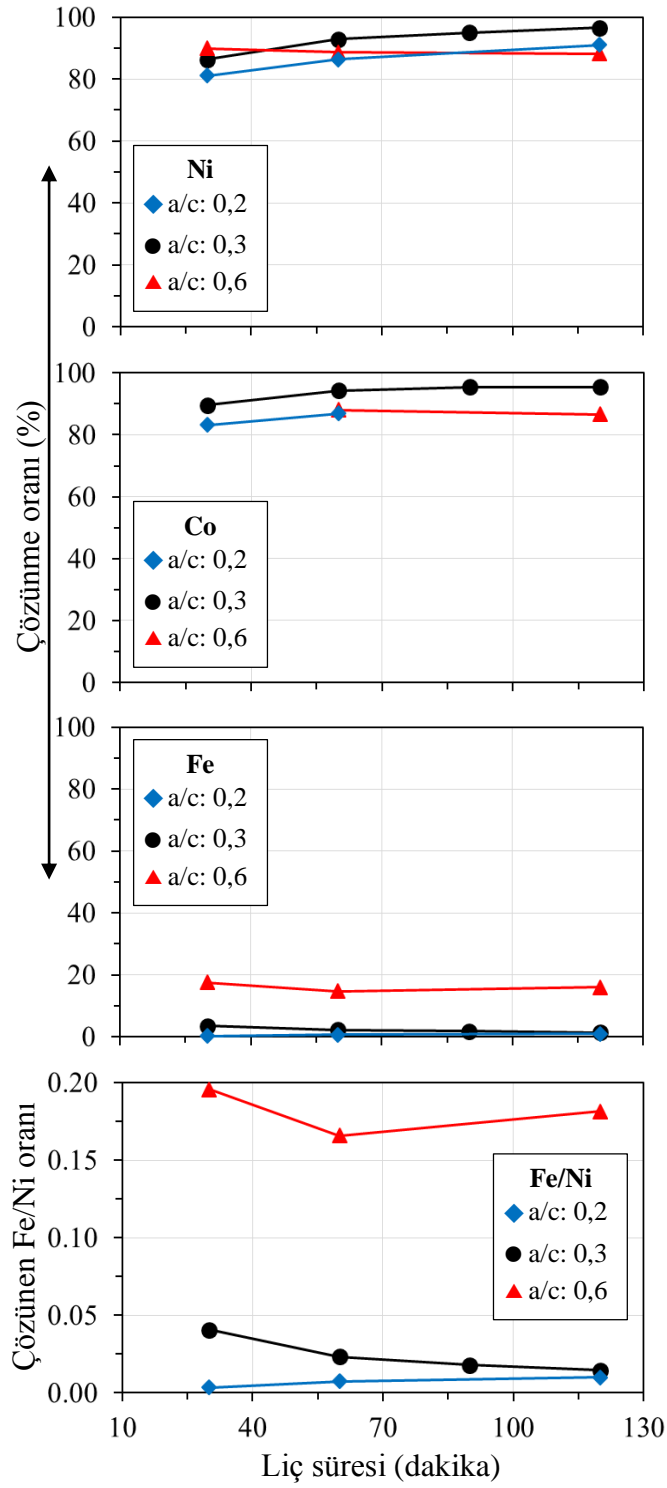 100
80
60
40
20
0
Ni
a/c: 0,2
a/c: 0,3
a/c: 0,6
100
80
60
40
20
0
Co
a/c: 0,2
a/c: 0,3
a/c: 0,6
Çözünme oranı (%)
100
80
60
40
20
0
Fe
a/c: 0,2
a/c: 0,3
a/c: 0,6
0.20
0.15
0.10
0.05
0.00
Çözünen Fe/Ni oranı
Fe/Ni
a/c: 0,2
a/c: 0,3
a/c: 0,6
10 40 70 100 130
Liç süresi (dakika)